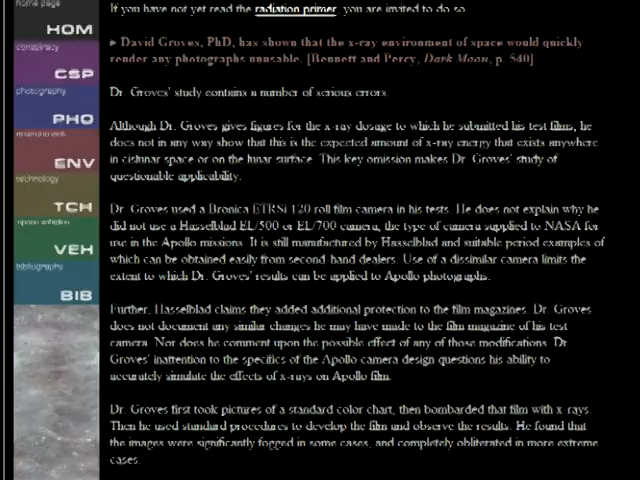 home page
HOM
conspiracy
CSP
photography
PHO
environment
ENV
technology
TCH
space vehicles
VEH
bibliography
BIB
If you have not yet read the radiation primer, you are invited to do so.
▸ David Groves, PhD, has shown that the x-ray environment of space would quickly
render any photographs unusable. [Bennett and Percy, Dark Moon, p. 540]
Dr. Groves' study contains a number of serious errors.
Although Dr. Groves gives figures for the x-ray dosage to which he submitted his test films, he
does not in any way show that this is the expected amount of x-ray energy that exists anywhere
in cislunar space or on the lunar surface. This key omission makes Dr. Groves' study of
questionable applicability.
Dr. Groves used a Bronica ETRSi 120 roll film camera in his tests. He does not explain why he
did not use a Hasselblad EL/500 or EL/700 camera, the type of camera supplied to NASA for
use in the Apollo missions. It is still manufactured by Hasselblad and suitable period examples of
which can be obtained easily from second-hand dealers. Use of a dissimilar camera limits the
extent to which Dr. Groves' results can be applied to Apollo photographs.
Further, Hasselblad claims they added additional protection to the film magazines. Dr. Groves
does not document any similar changes he may have made to the film magazine of his test
camera. Nor does he comment upon the possible effect of any of those modifications. Dr.
Groves' inattention to the specifics of the Apollo camera design questions his ability to
accurately simulate the effects of x-rays on Apollo film.
Dr. Groves first took pictures of a standard color chart, then bombarded that film with x-rays.
Then he used standard procedures to develop the film and observe the results. He found that
the images were significantly fogged in some cases, and completely obliterated in more extreme
cases.